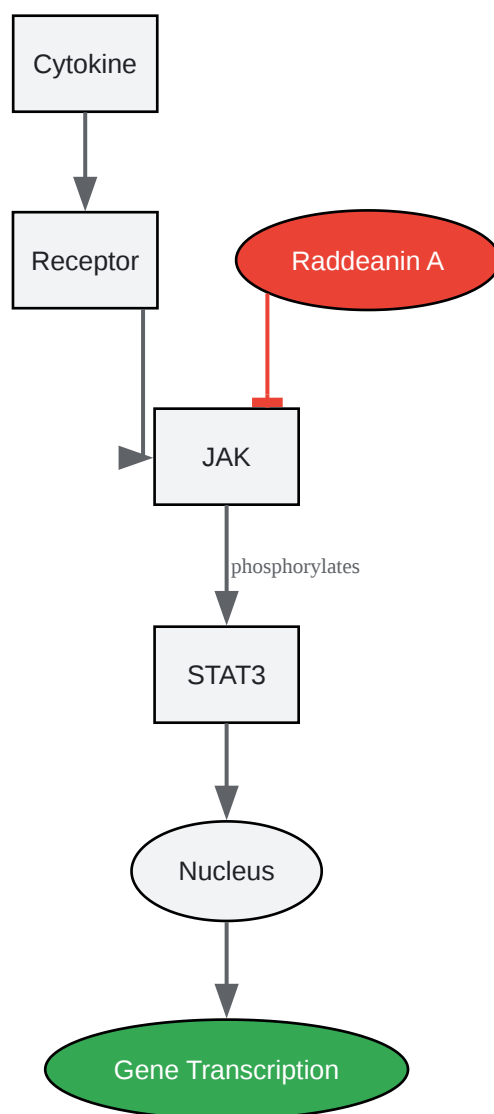 Cytokine
Receptor
Raddeanin A
JAK
phosphorylates
STAT3
Nucleus
Gene Transcription